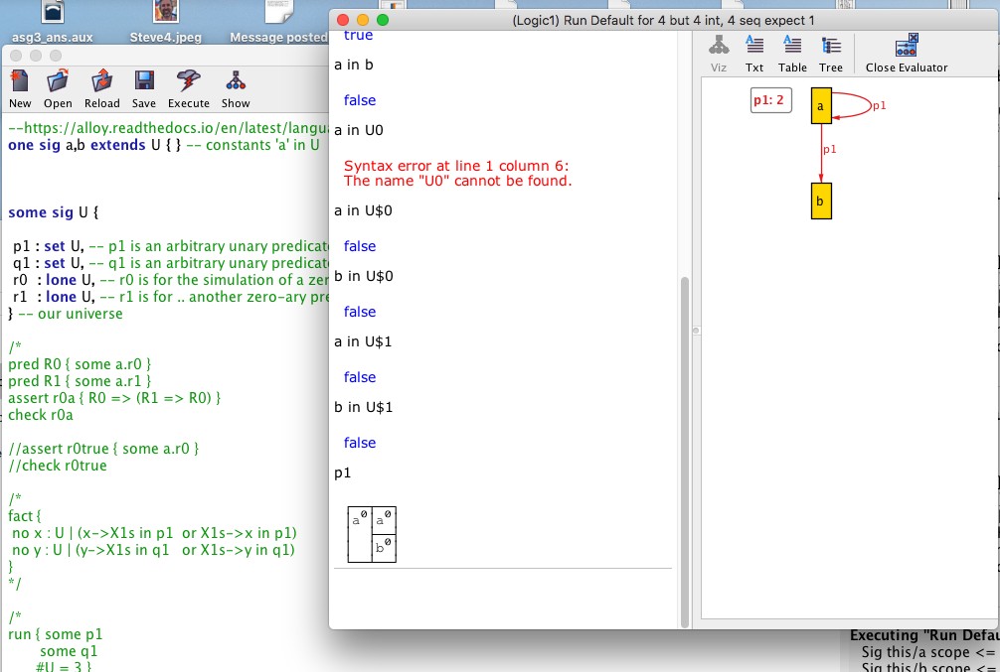 asg3_ans.aux
Steve4.jpeg
Message posted
(Logic1) Run Default for 4 but 4 int, 4 seq expect 1
New
Open
Reload
Save
Execute
Show
--https://alloy.readthedocs.io/en/latest/langu
one sig a,b extends U { } -- constants 'a' in U
some sig U {
p1 : set U, -- p1 is an arbitrary unary predicate
q1 : set U, -- q1 is an arbitrary unary predicate
r0 : lone U, -- r0 is for the simulation of a zer
r1 : lone U, -- r1 is for .. another zero-ary pre
} -- our universe
/*
pred R0 { some a.r0 }
pred R1 { some a.r1 }
assert r0a { R0 => (R1 => R0) }
check r0a
//assert r0true { some a.r0 }
//check r0true
/*
fact {
no x : U | (x->X1s in p1 or X1s->x in p1)
no y : U | (y->X1s in q1 or X1s->y in q1)
}
*/
/*
run { some p1
some q1
#U = 3 }
true
a in b
false
a in U0
Syntax error at line 1 column 6:
The name "U0" cannot be found.
a in U$0
false
b in U$0
false
a in U$1
false
b in U$1
false
p1
a⁰ a⁰
b⁰
Viz
Txt
Table
Tree
Close Evaluator
p1: 2
a
p1
p1
b
Executing "Run Defau
Sig this/a scope <=
Sig this/b scope <=